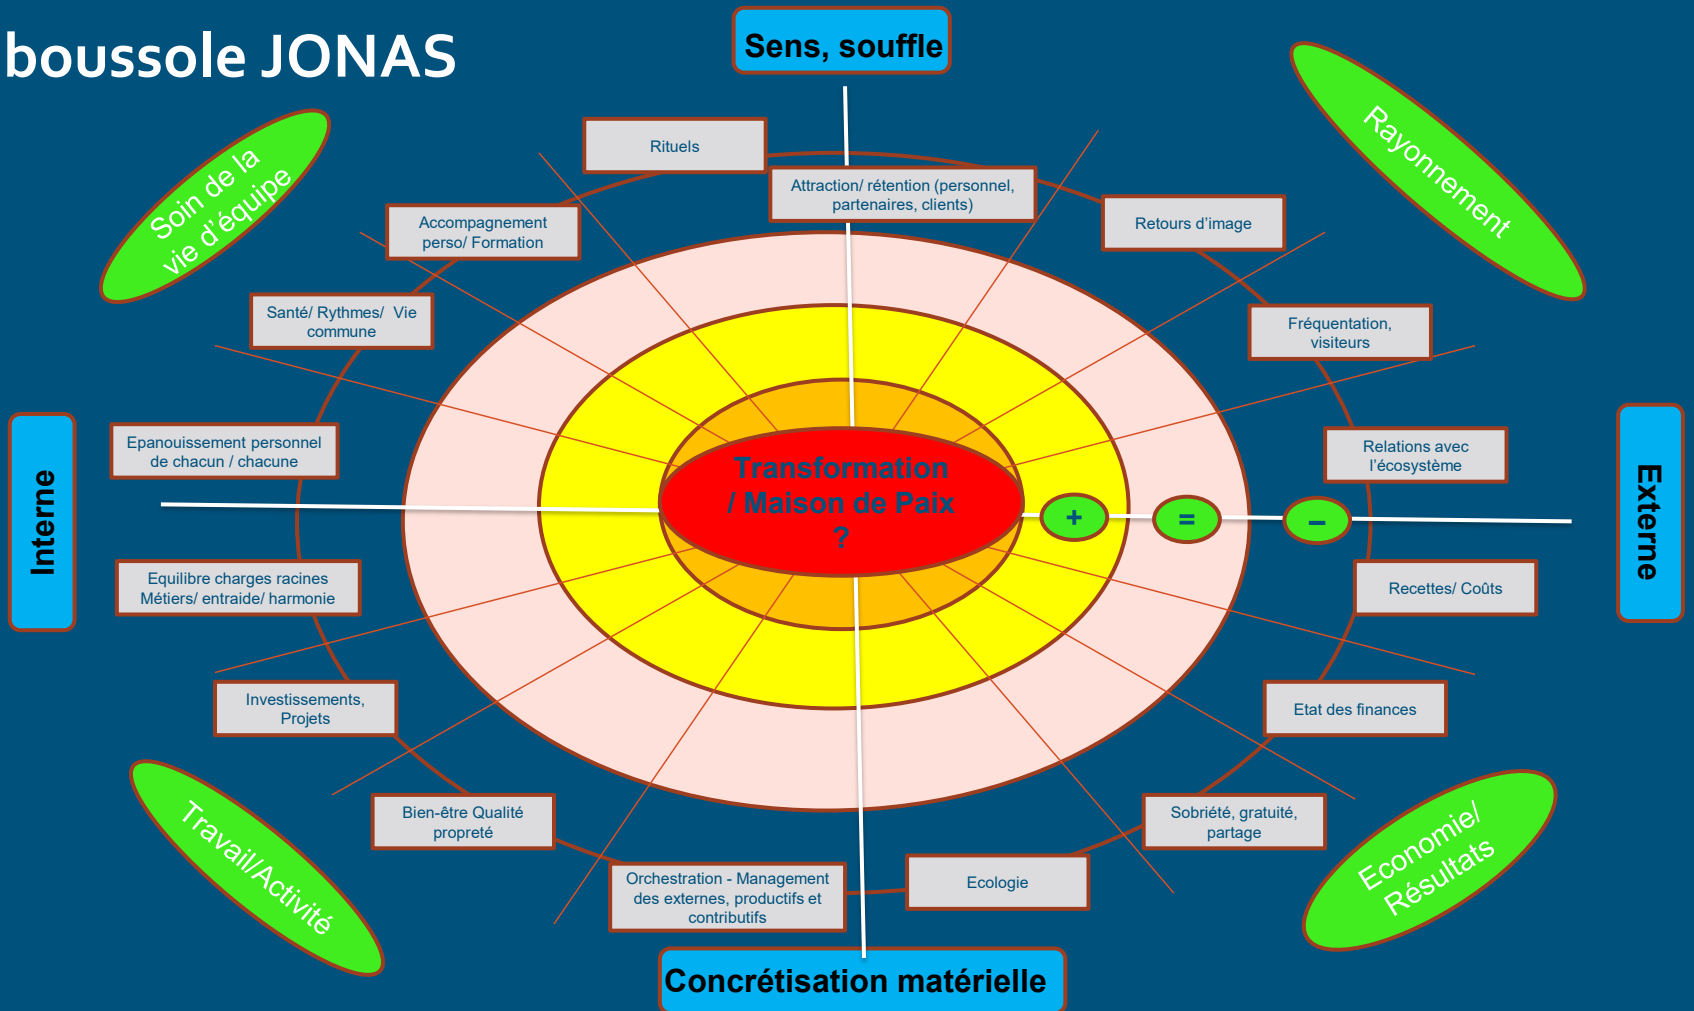 boussole JONAS
Sens, souffle
Soin de la
vie d'équipe
Rayonnement
Rituels
Attraction/ rétention (personnel,
partenaires, clients)
Accompagnement
perso/ Formation
Retours d'image
Santé/ Rythmes/ Vie
commune
Fréquentation,
visiteurs
Epanouissement personnel
de chacun / chacune
Relations avec
l'écosystème
Interne
Externe
Transformation
/ Maison de Paix
?
+
=
–
Equilibre charges racines
Métiers/ entraide/ harmonie
Recettes/ Coûts
Investissements,
Projets
Etat des finances
Bien-être Qualité
propreté
Sobriété, gratuité,
partage
Travail/Activité
Economie/
Résultats
Orchestration - Management
des externes, productifs et
contributifs
Ecologie
Concrétisation matérielle